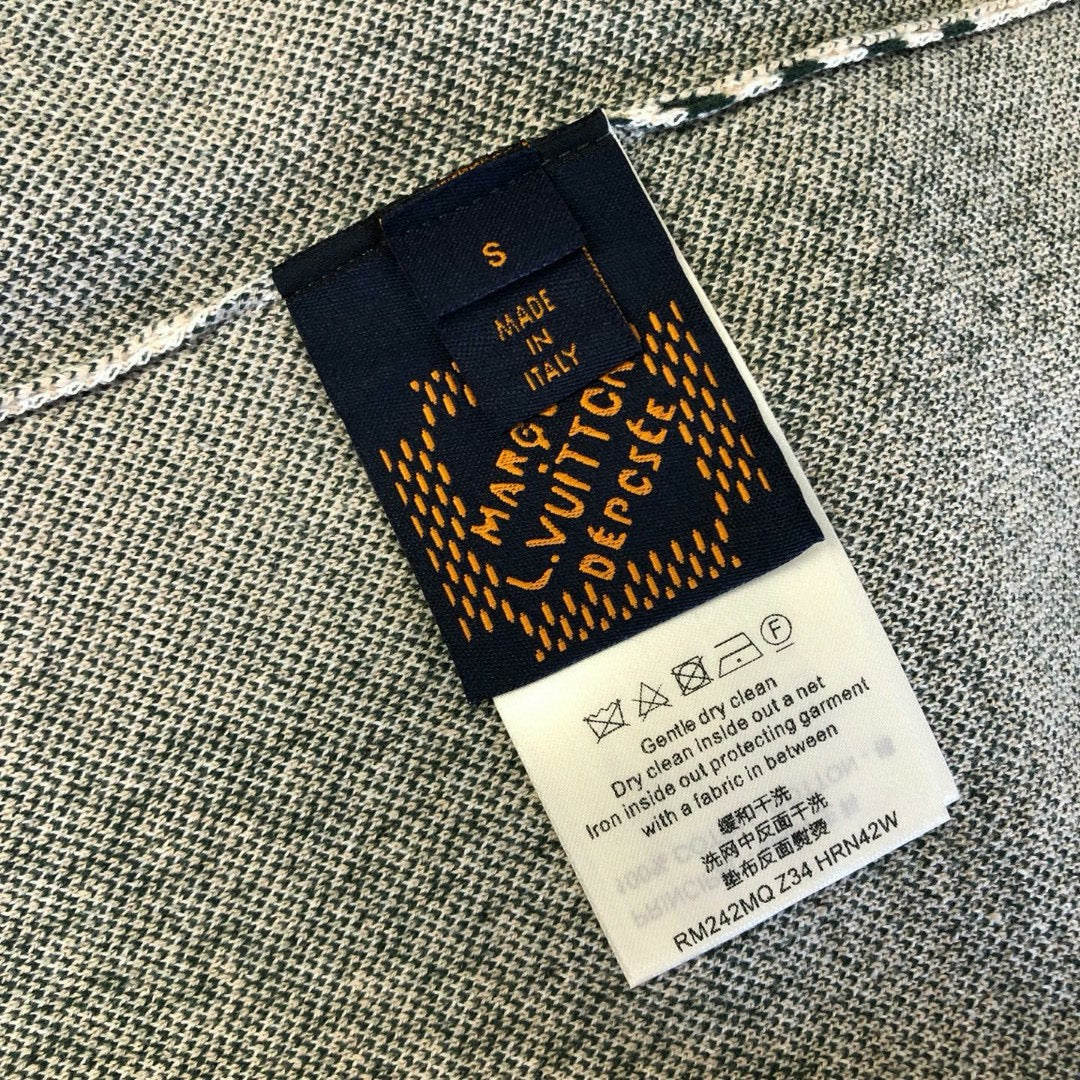 S
MADE
IN
ITALY
L.VUITTON
DÉPOSÉE
F
Gentle dry clean
Dry clean inside out a net
Iron inside out protecting garment
with a fabric in between
缓和干洗
洗网中反面干洗
垫布反面熨烫
RM242MQ Z34 HRN42W